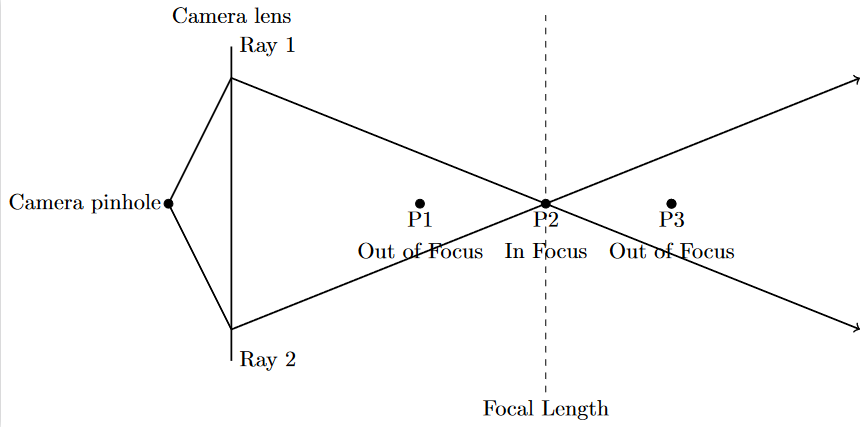 Camera lens
Ray 1
Camera pinhole
P1
P2
P3
Out of Focus
In Focus
Out of Focus
Ray 2
Focal Length